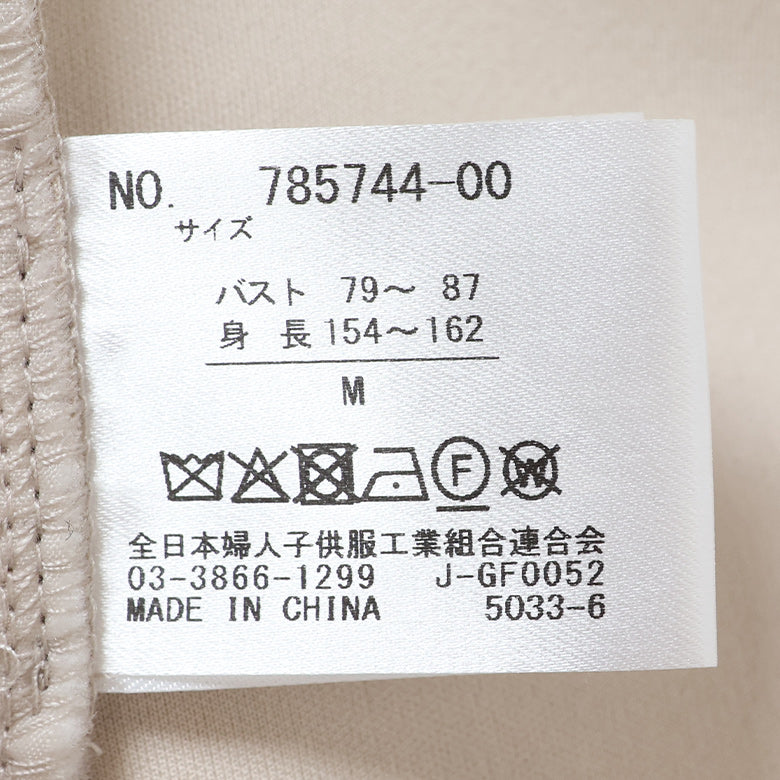 NO. 785744-00
サイズ
バスト 79〜 87
身 長 154〜162
M
F W
全日本婦人子供服工業組合連合会
03-3866-1299 J-GF0052
MADE IN CHINA 5033-6